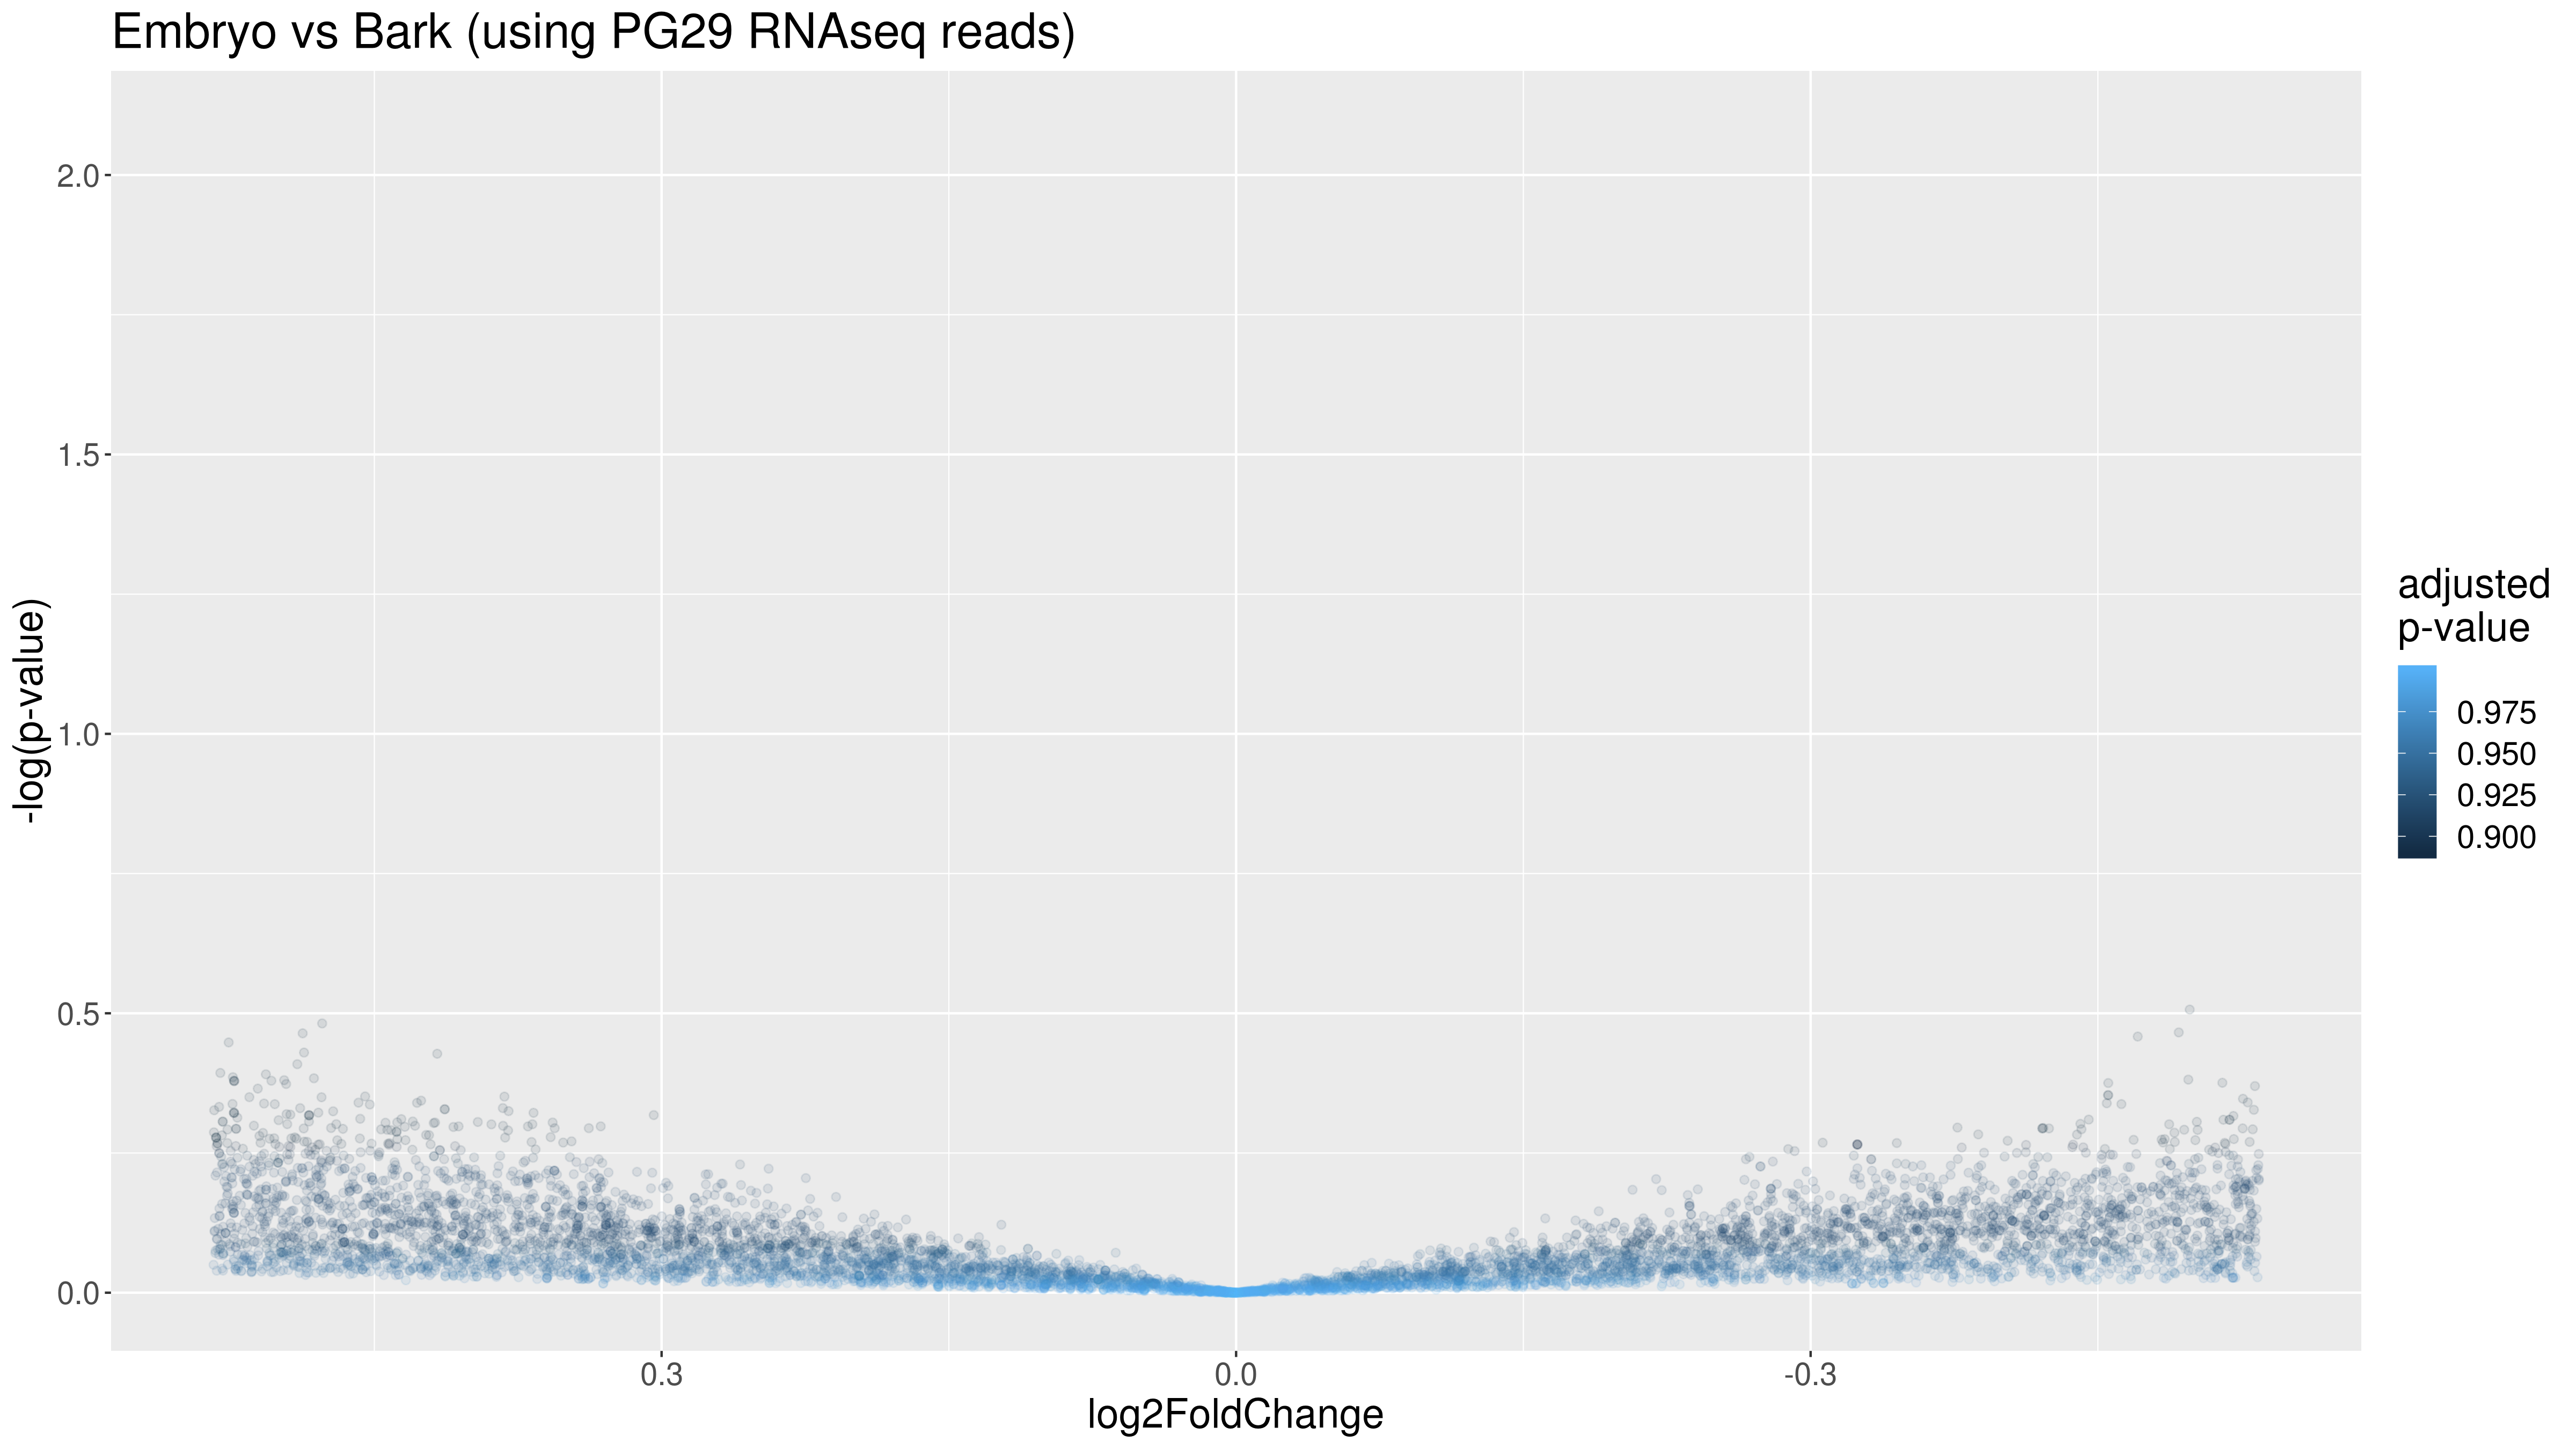 Embryo vs Bark (using PG29 RNAseq reads)
2.0
1.5
1.0
0.5
0.0
-log(p-value)
0.3
0.0
-0.3
log2FoldChange
adjusted
p-value
0.975
0.950
0.925
0.900